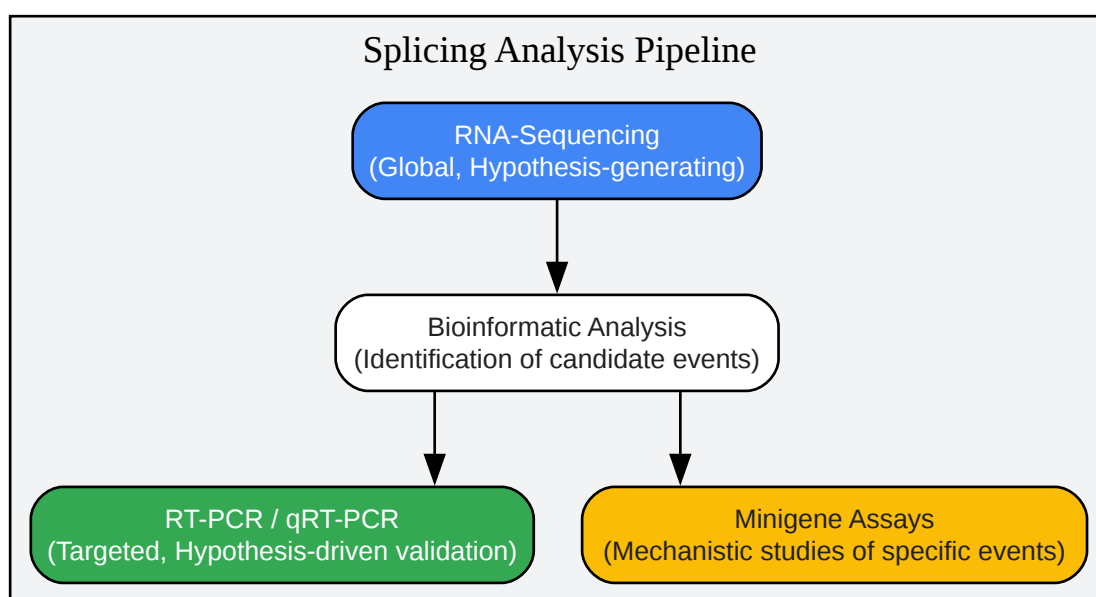 Splicing Analysis Pipeline
RNA-Sequencing
(Global, Hypothesis-generating)
Bioinformatic Analysis
(Identification of candidate events)
RT-PCR / qRT-PCR
(Targeted, Hypothesis-driven validation)
Minigene Assays
(Mechanistic studies of specific events)